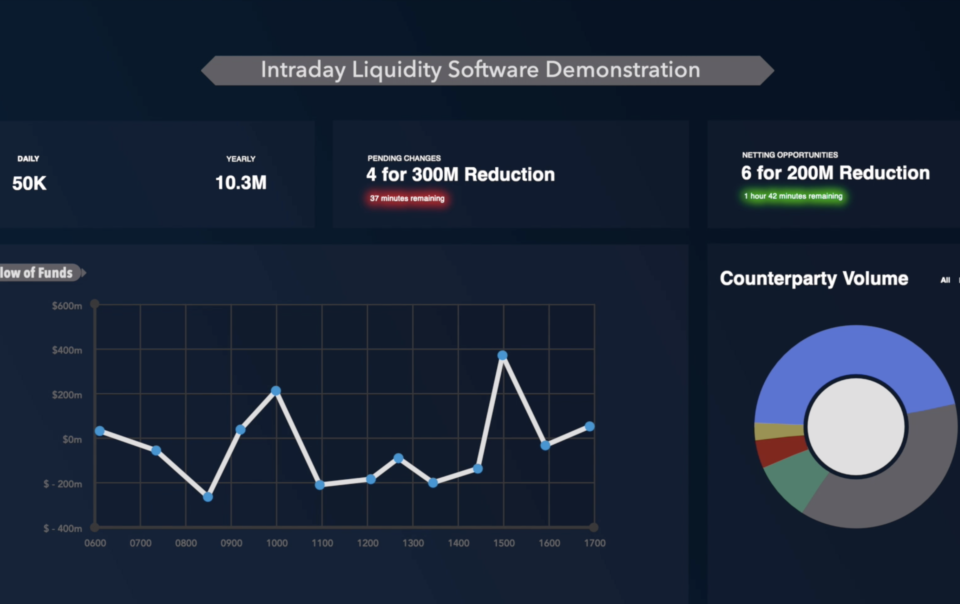 Intraday Liquidity Software Demonstration
DAILY
50K
YEARLY
10.3M
PENDING CHANGES
4 for 300M Reduction
37 minutes remaining
NETTING OPPORTUNITIES
6 for 200M Reduction
1 hour 42 minutes remaining
low of Funds
$600m
$400m
$200m
$0m
$ - 200m
$ - 400m
0600 0700 0800 0900 1000 1100 1200 1300 1400 1500 1600 1700
Counterparty Volume
All